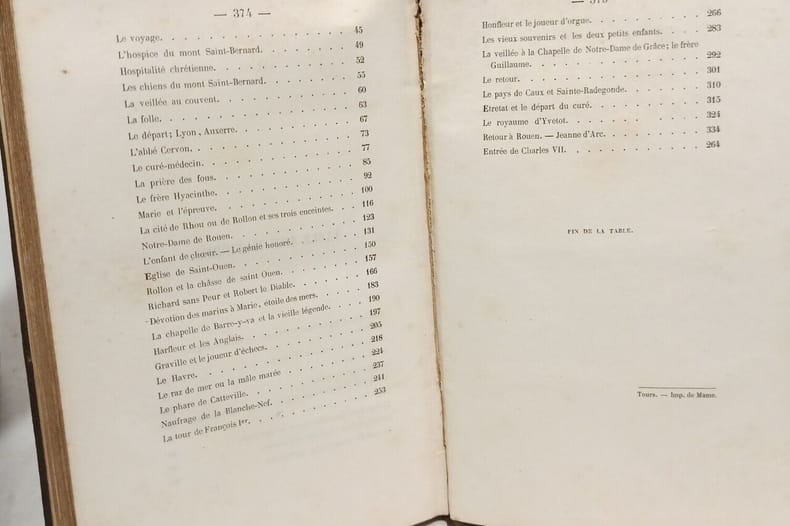 — 374 —
Le voyage. . . . . . . . . . 45
L'hospice du mont Saint-Bernard. . . . . . . . 49
Hospitalité chrétienne. . . . . . . . . . 52
Les chiens du mont Saint-Bernard. . . . . . . . 55
La veillée au couvent. . . . . . . . . . 60
La folle. . . . . . . . . . 63
Le départ; Lyon, Auxerre. . . . . . . . . . 67
L'abbé Cervon. . . . . . . . . . 73
Le curé-médecin. . . . . . . . . . 77
La prière des fous. . . . . . . . . . 85
Le frère Hyacinthe. . . . . . . . . . 92
Marie et l'épreuve. . . . . . . . . . 100
La cité de Rhou ou de Rollon et ses trois enceintes. . . 116
Notre-Dame de Rouen. . . . . . . . . . 123
L'enfant de chœur. — Le génie honoré. . . . . . . 131
Eglise de Saint-Ouen. . . . . . . . . . 150
Rollon et la châsse de saint Ouen. . . . . . . . 157
Richard sans Peur et Robert le Diable. . . . . . . 166
Dévotion des marins à Marie, étoile des mers. . . . . 183
La chapelle de Barre-y-va et la vieille légende. . . . 190
Harfleur et les Anglais. . . . . . . . . . 197
Graville et le joueur d'échecs. . . . . . . . . . 205
Le Havre. . . . . . . . . . 218
Le raz de mer ou la mâle marée . . . . . . . . 224
Le phare de Catteville. . . . . . . . . . 237
Naufrage de la Blanche-Nef. . . . . . . . . . 241
La tour de François Ier. . . . . . . . . . 253
Honfleur et le joueur d'orgue. . . . . . . . . . 266
Les vieux souvenirs et les deux petits enfants. . . . . 283
La veillée à la Chapelle de Notre-Dame de Grâce; le frère
Guillaume. . . . . . . . . . 292
Le retour. . . . . . . . . . 301
Le pays de Caux et Sainte-Radegonde. . . . . . . . 310
Etretat et le départ du curé. . . . . . . . . . 315
Le royaume d'Yvetot. . . . . . . . . . 324
Retour à Rouen. — Jeanne d'Arc. . . . . . . . . 334
Entrée de Charles VII. . . . . . . . . . 264
FIN DE LA TABLE.
Tours. — Imp. de Mame.